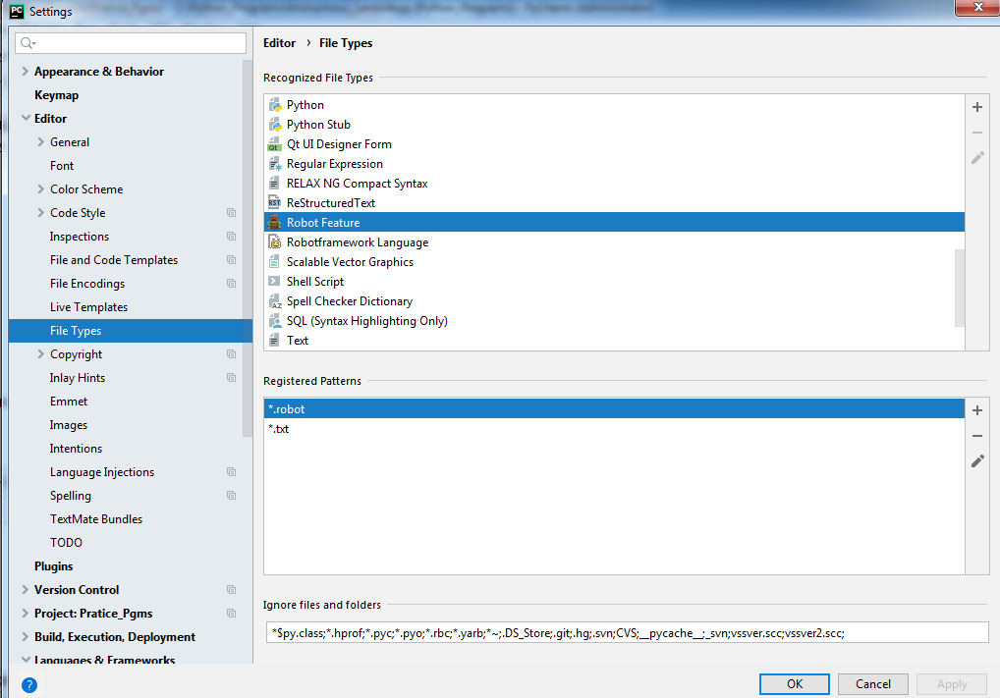 PC Settings
Appearance & Behavior
Keymap
Editor
General
Font
Color Scheme
Code Style
Inspections
File and Code Templates
File Encodings
Live Templates
File Types
Copyright
Inlay Hints
Emmet
Images
Intentions
Language Injections
Spelling
TextMate Bundles
TODO
Plugins
Version Control
Project: Pratice_Pgms
Build, Execution, Deployment
Languages & Frameworks
?
Editor › File Types
Recognized File Types
Python
Python Stub
Qt UI Designer Form
Regular Expression
RELAX NG Compact Syntax
RST ReStructuredText
Robot Feature
Robotframework Language
Scalable Vector Graphics
Shell Script
AZ Spell Checker Dictionary
SQL (Syntax Highlighting Only)
Text
Registered Patterns
*.robot
*.txt
Ignore files and folders
*$py.class;*.hprof;*.pyc;*.pyo;*.rbc;*.yarb;*~;.DS_Store;.git;.hg;.svn;CVS;__pycache__;_svn;vssver.scc;vssver2.scc;
OK Cancel Apply